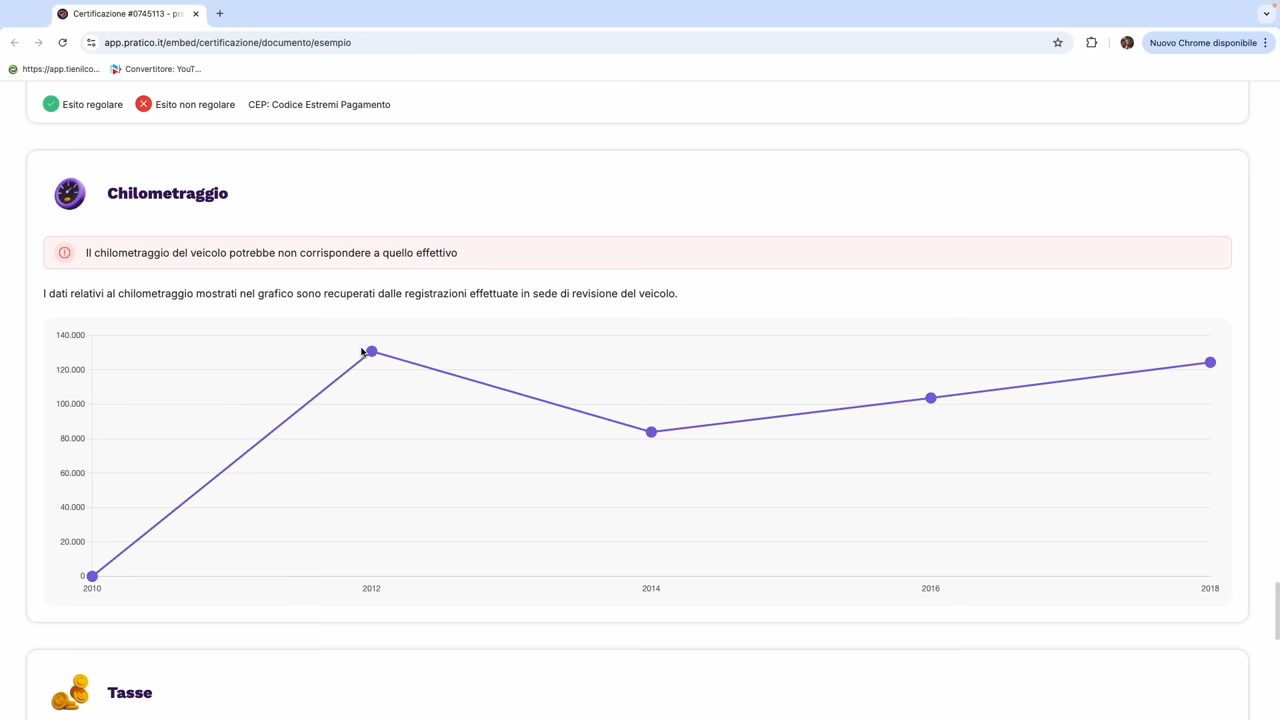 Certificazione #0745113 - pra
app.pratico.it/embed/certificazione/documento/esempio
Nuovo Chrome disponibile
https://app.tienilco...
Convertitore: YouT...
Esito regolare
Esito non regolare
CEP: Codice Estremi Pagamento
Chilometraggio
Il chilometraggio del veicolo potrebbe non corrispondere a quello effettivo
I dati relativi al chilometraggio mostrati nel grafico sono recuperati dalle registrazioni effettuate in sede di revisione del veicolo.
140.000
120.000
100.000
80.000
60.000
40.000
20.000
0
2010
2012
2014
2016
2018
Tasse